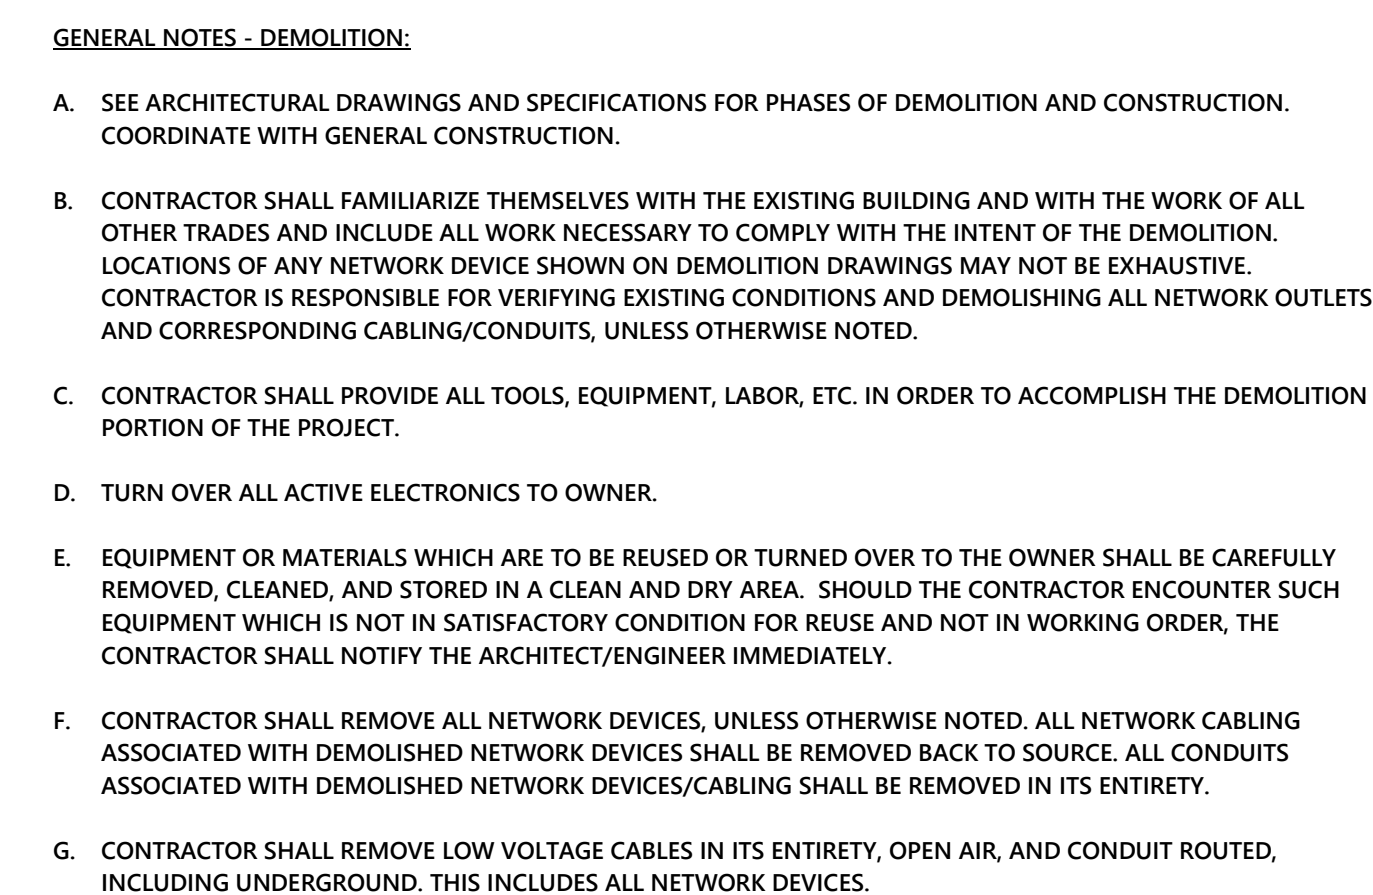 GENERAL NOTES - DEMOLITION:
A. SEE ARCHITECTURAL DRAWINGS AND SPECIFICATIONS FOR PHASES OF DEMOLITION AND CONSTRUCTION.
COORDINATE WITH GENERAL CONSTRUCTION.
B. CONTRACTOR SHALL FAMILIARIZE THEMSELVES WITH THE EXISTING BUILDING AND WITH THE WORK OF ALL
OTHER TRADES AND INCLUDE ALL WORK NECESSARY TO COMPLY WITH THE INTENT OF THE DEMOLITION.
LOCATIONS OF ANY NETWORK DEVICE SHOWN ON DEMOLITION DRAWINGS MAY NOT BE EXHAUSTIVE.
CONTRACTOR IS RESPONSIBLE FOR VERIFYING EXISTING CONDITIONS AND DEMOLISHING ALL NETWORK OUTLETS
AND CORRESPONDING CABLING/CONDUITS, UNLESS OTHERWISE NOTED.
C. CONTRACTOR SHALL PROVIDE ALL TOOLS, EQUIPMENT, LABOR, ETC. IN ORDER TO ACCOMPLISH THE DEMOLITION
PORTION OF THE PROJECT.
D. TURN OVER ALL ACTIVE ELECTRONICS TO OWNER.
E. EQUIPMENT OR MATERIALS WHICH ARE TO BE REUSED OR TURNED OVER TO THE OWNER SHALL BE CAREFULLY
REMOVED, CLEANED, AND STORED IN A CLEAN AND DRY AREA. SHOULD THE CONTRACTOR ENCOUNTER SUCH
EQUIPMENT WHICH IS NOT IN SATISFACTORY CONDITION FOR REUSE AND NOT IN WORKING ORDER, THE
CONTRACTOR SHALL NOTIFY THE ARCHITECT/ENGINEER IMMEDIATELY.
F. CONTRACTOR SHALL REMOVE ALL NETWORK DEVICES, UNLESS OTHERWISE NOTED. ALL NETWORK CABLING
ASSOCIATED WITH DEMOLISHED NETWORK DEVICES SHALL BE REMOVED BACK TO SOURCE. ALL CONDUITS
ASSOCIATED WITH DEMOLISHED NETWORK DEVICES/CABLING SHALL BE REMOVED IN ITS ENTIRETY.
G. CONTRACTOR SHALL REMOVE LOW VOLTAGE CABLES IN ITS ENTIRETY, OPEN AIR, AND CONDUIT ROUTED,
INCLUDING UNDERGROUND. THIS INCLUDES ALL NETWORK DEVICES.